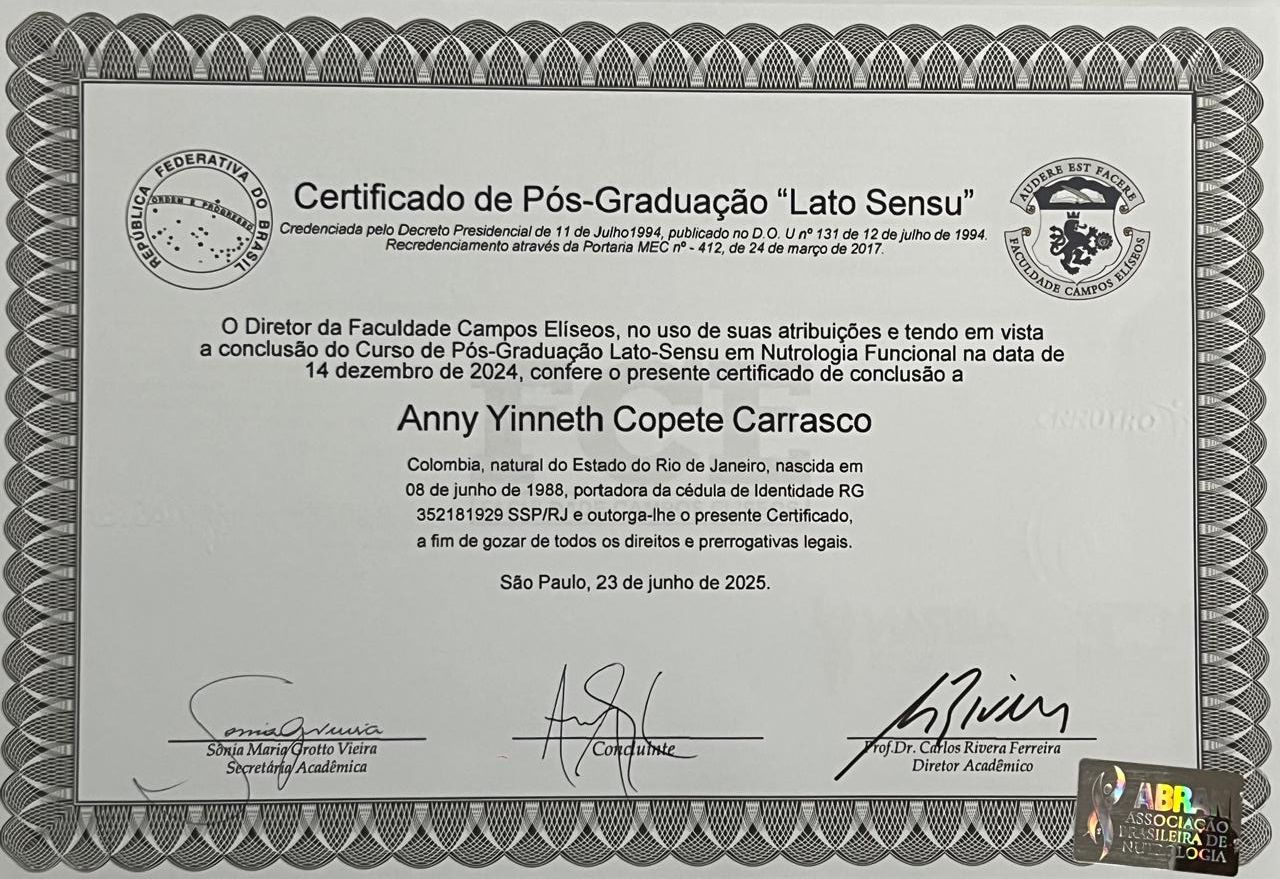 REPÚBLICA FEDERATIVA DO BRASIL
ORDEM E PROGRESSO
Certificado de Pós-Graduação “Lato Sensu”
Credenciada pelo Decreto Presidencial de 11 de Julho1994, publicado no D.O. U nº 131 de 12 de julho de 1994.
Recredenciamento através da Portaria MEC nº - 412, de 24 de março de 2017.
AUDERE EST FACERE
FACULDADE CAMPOS ELÍSEOS
O Diretor da Faculdade Campos Elíseos, no uso de suas atribuições e tendo em vista
a conclusão do Curso de Pós-Graduação Lato-Sensu em Nutrologia Funcional na data de
14 dezembro de 2024, confere o presente certificado de conclusão a
FCE
Anny Yinneth Copete Carrasco
Colombia, natural do Estado do Rio de Janeiro, nascida em
08 de junho de 1988, portadora da cédula de Identidade RG
352181929 SSP/RJ e outorga-lhe o presente Certificado,
a fim de gozar de todos os direitos e prerrogativas legais.
São Paulo, 23 de junho de 2025.
Sônia Maria Grotto Vieira
Secretária Acadêmica
Concluinte
Prof.Dr. Carlos Rivera Ferreira
Diretor Acadêmico
ABRAN
ASSOCIAÇÃO
BRASILEIRA DE
NUTROLOGIA